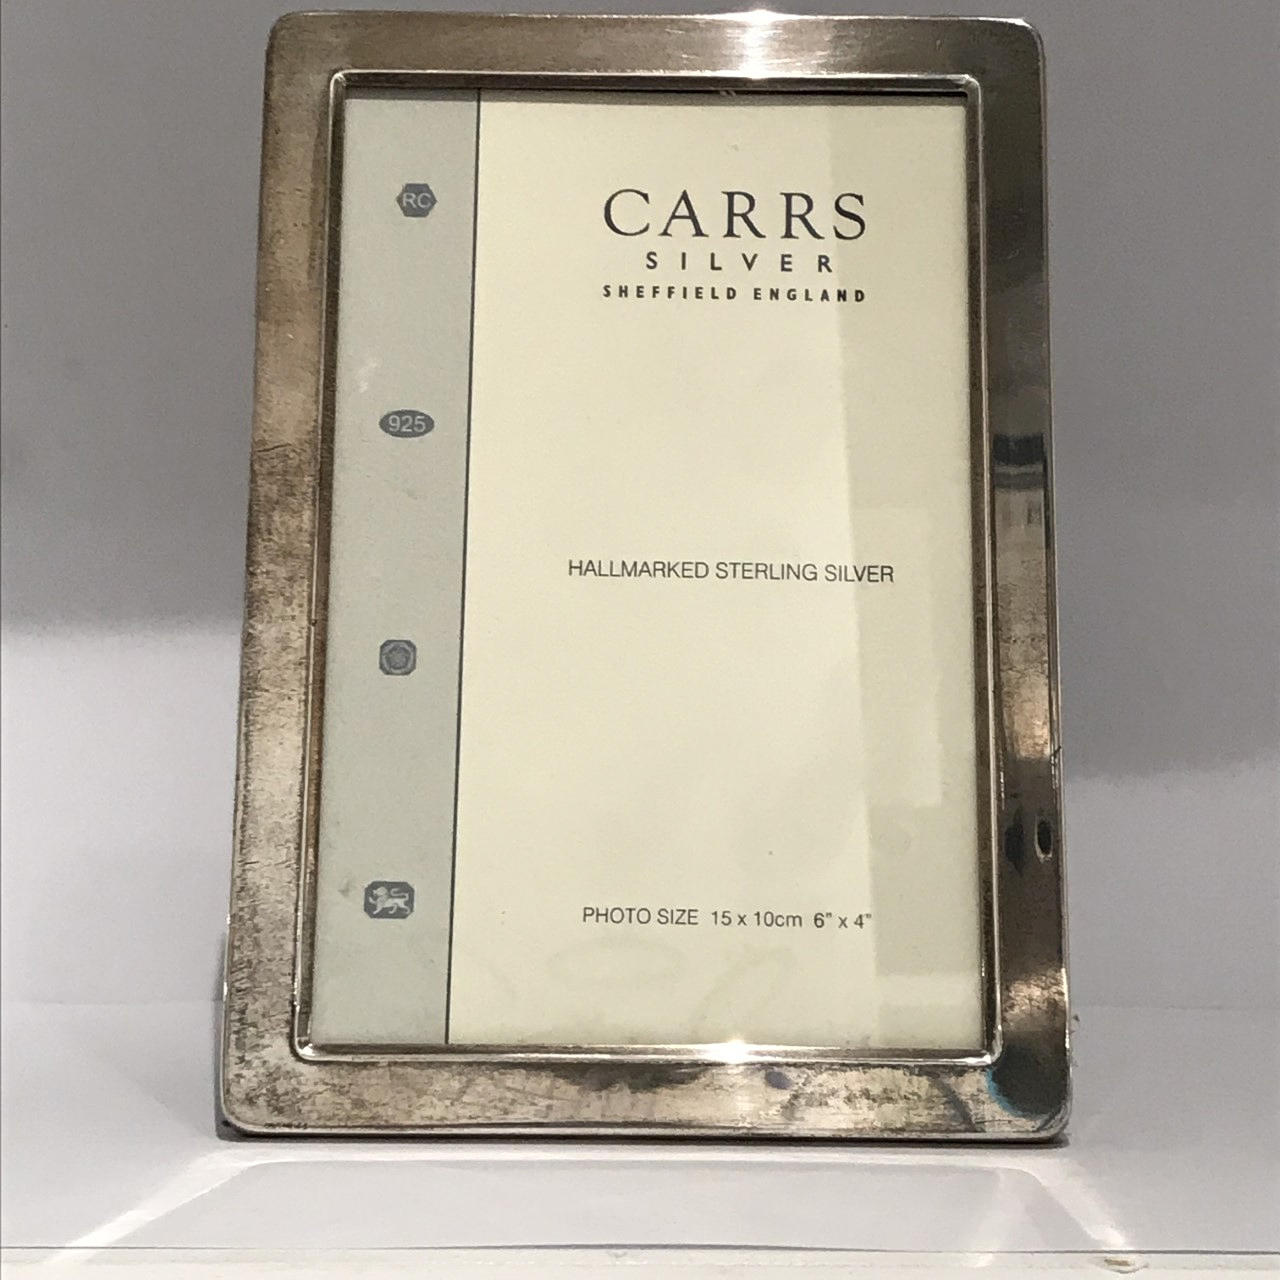 RC
CARRS
SILVER
SHEFFIELD ENGLAND
925
HALLMARKED STERLING SILVER
PHOTO SIZE 15 x 10cm 6" x 4"